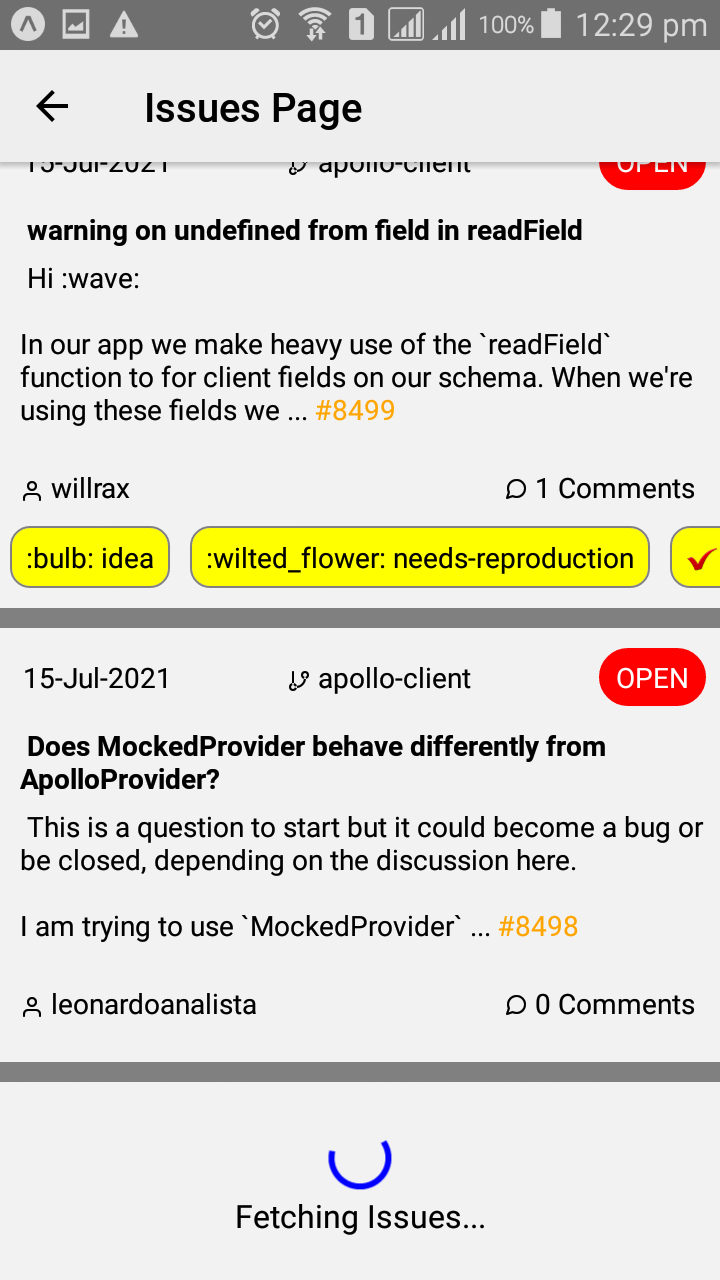 1 100% 12:29 pm
Issues Page
15-Jul-2021 apollo-client OPEN
warning on undefined from field in readField
Hi :wave:
In our app we make heavy use of the `readField`
function to for client fields on our schema. When we're
using these fields we ... #8499
willrax 1 Comments
:bulb: idea :wilted_flower: needs-reproduction
15-Jul-2021 apollo-client OPEN
Does MockedProvider behave differently from
ApolloProvider?
This is a question to start but it could become a bug or
be closed, depending on the discussion here.
I am trying to use `MockedProvider` ... #8498
leonardoanalista 0 Comments
Fetching Issues...